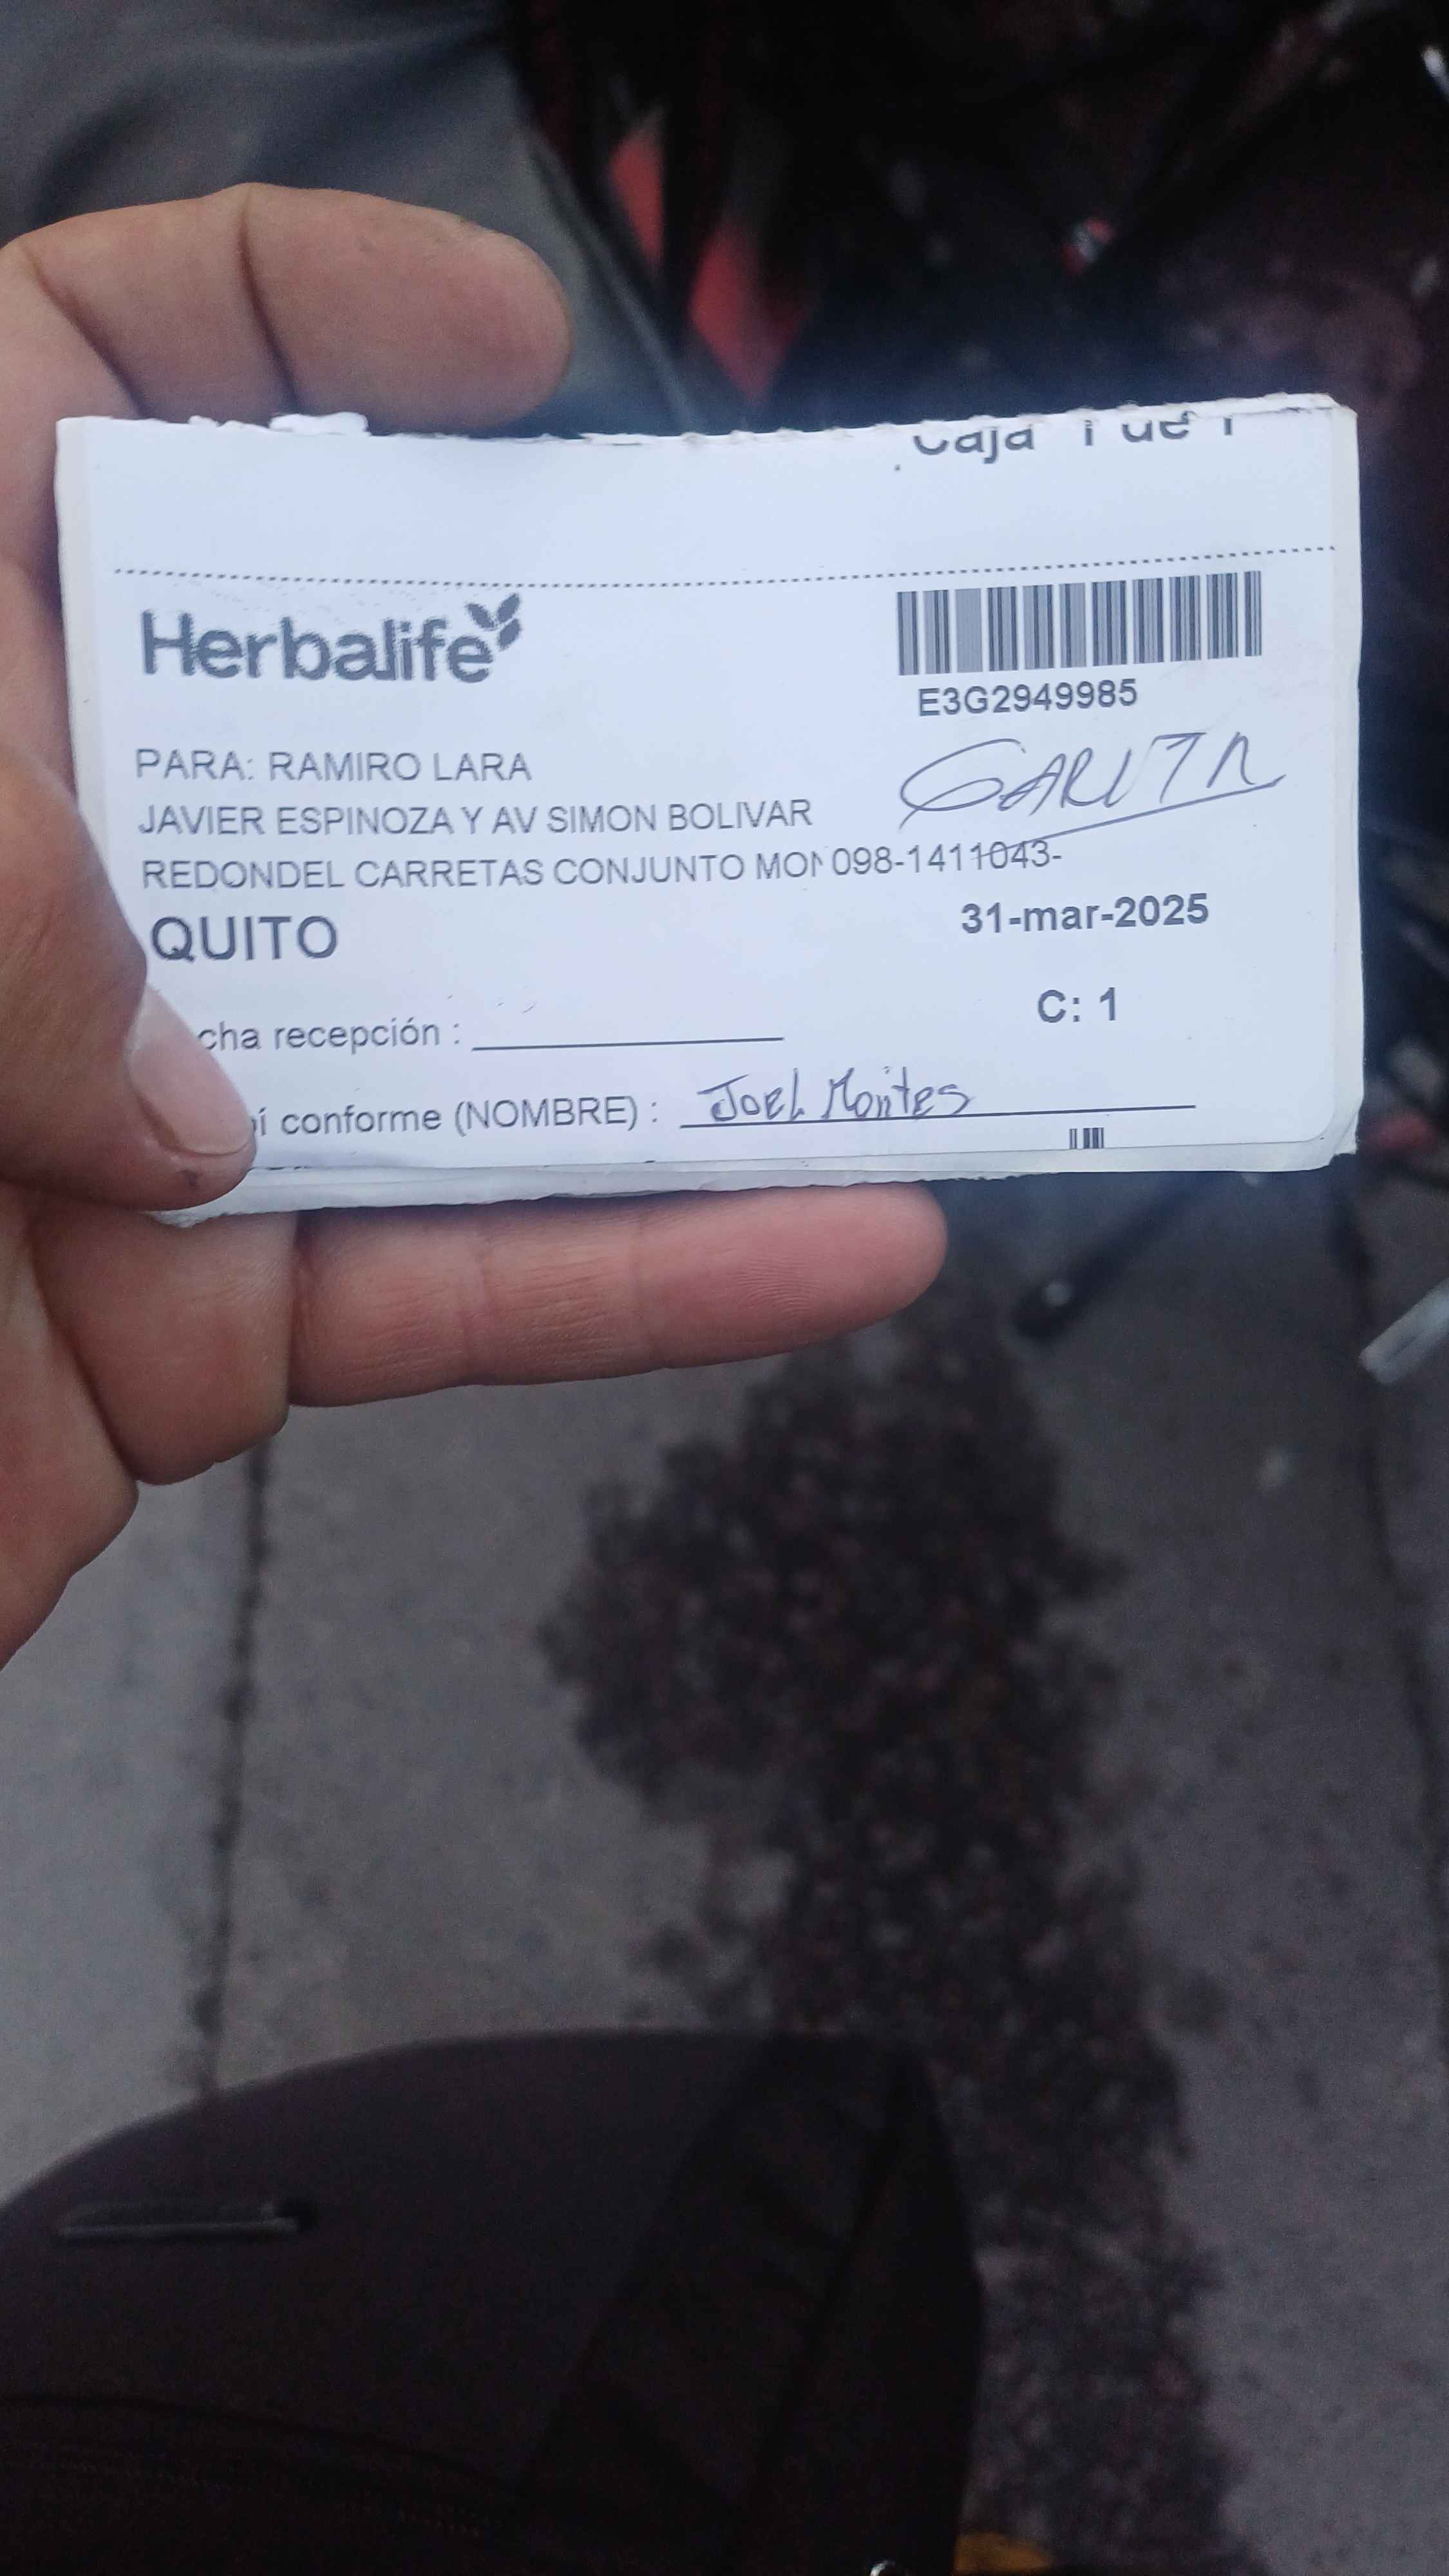 Caja 1 de 1
Herbalife
E3G2949985
PARA: RAMIRO LARA
GARITA
JAVIER ESPINOZA Y AV SIMON BOLIVAR
REDONDEL CARRETAS CONJUNTO MON 098-1411043-
QUITO
31-mar-2025
C: 1
cha recepción :
bí conforme (NOMBRE) : Joel Montes